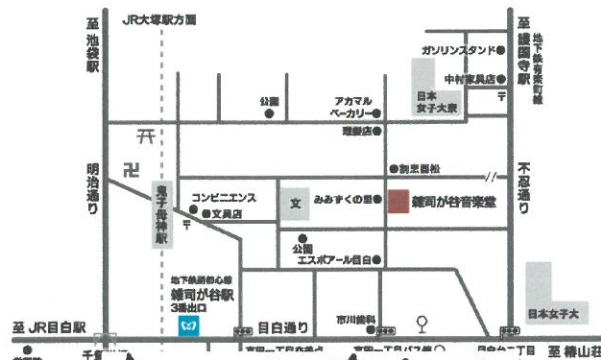 JR大塚駅方面
至池袋駅
至護国寺駅
地下鉄有楽町線
ガソリンスタンド
中村家具店
〒
日本
女子大寮
公園
アカマル
ベーカリー
理髪店
明治通り
鬼子母神駅
不忍通り
割烹喜松
コンビニエンス
文具店
〒
文
みみずくの里
雑司が谷音楽堂
公園
エスポアール目白
地下鉄副都心線
雑司が谷駅
3番出口
日本女子大
市川歯科
至 JR目白駅
目白通り
至 椿山荘